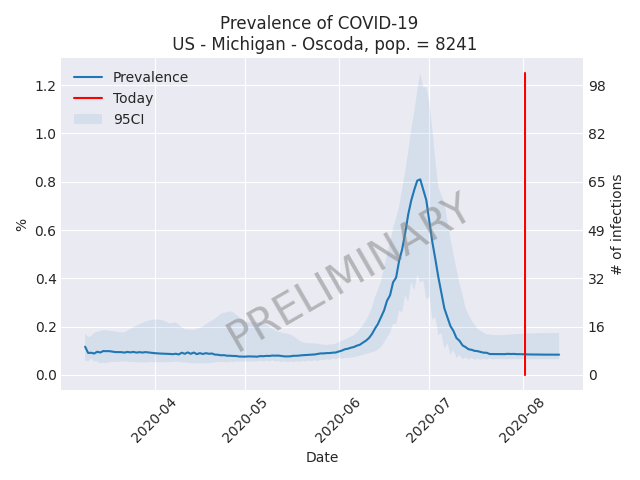 Prevalence of COVID-19
US - Michigan - Oscoda, pop. = 8241
Prevalence
Today
95CI
1.2
1.0
0.8
0.6
0.4
0.2
0.0
%
98
82
65
49
32
16
0
# of infections
PRELIMINARY
2020-04
2020-05
2020-06
2020-07
2020-08
Date